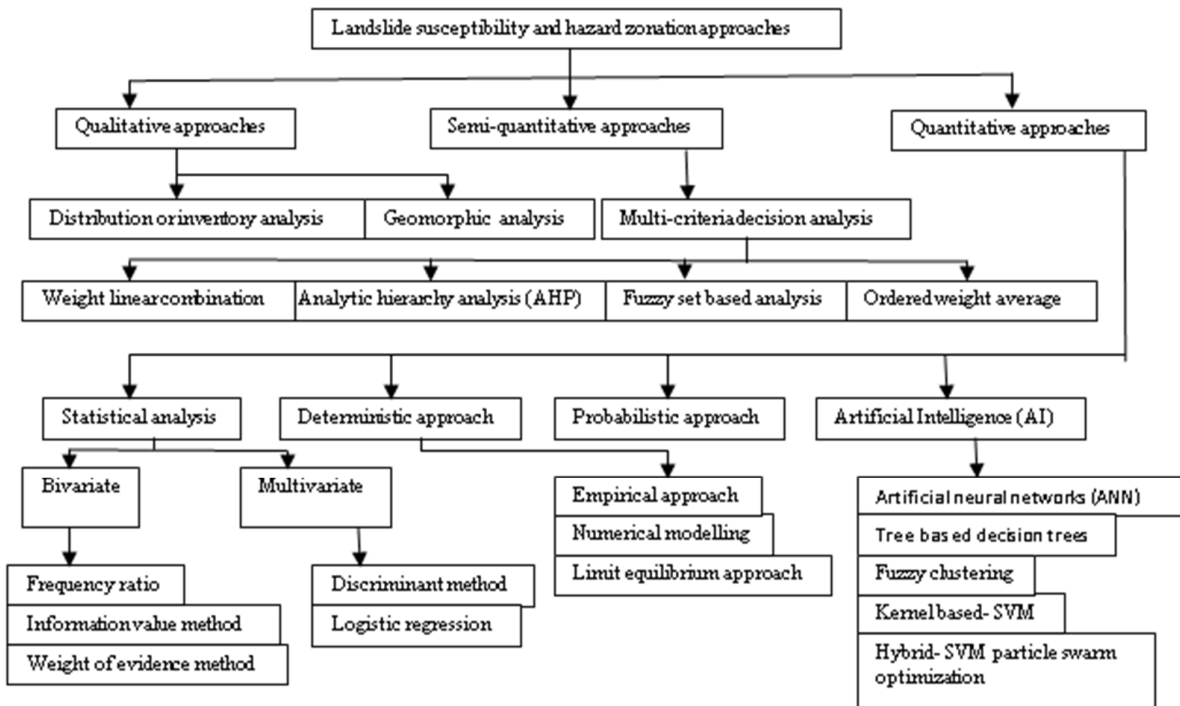 Landslide susceptibility and hazard zonation approaches
Qualitative approaches
Semi-quantitative approaches
Quantitative approaches
Distribution or inventory analysis
Geomorphic analysis
Multi-criteria decision analysis
Weight linear combination
Analytic hierarchy analysis (AHP)
Fuzzy set based analysis
Ordered weight average
Statistical analysis
Deterministic approach
Probabilistic approach
Artificial Intelligence (AI)
Bivariate
Multivariate
Empirical approach
Numerical modelling
Limit equilibrium approach
Artificial neural networks (ANN)
Tree based decision trees
Fuzzy clustering
Kernel based- SVM
Hybrid- SVM particle swarm
optimization
Frequency ratio
Information value method
Weight of evidence method
Discriminant method
Logistic regression